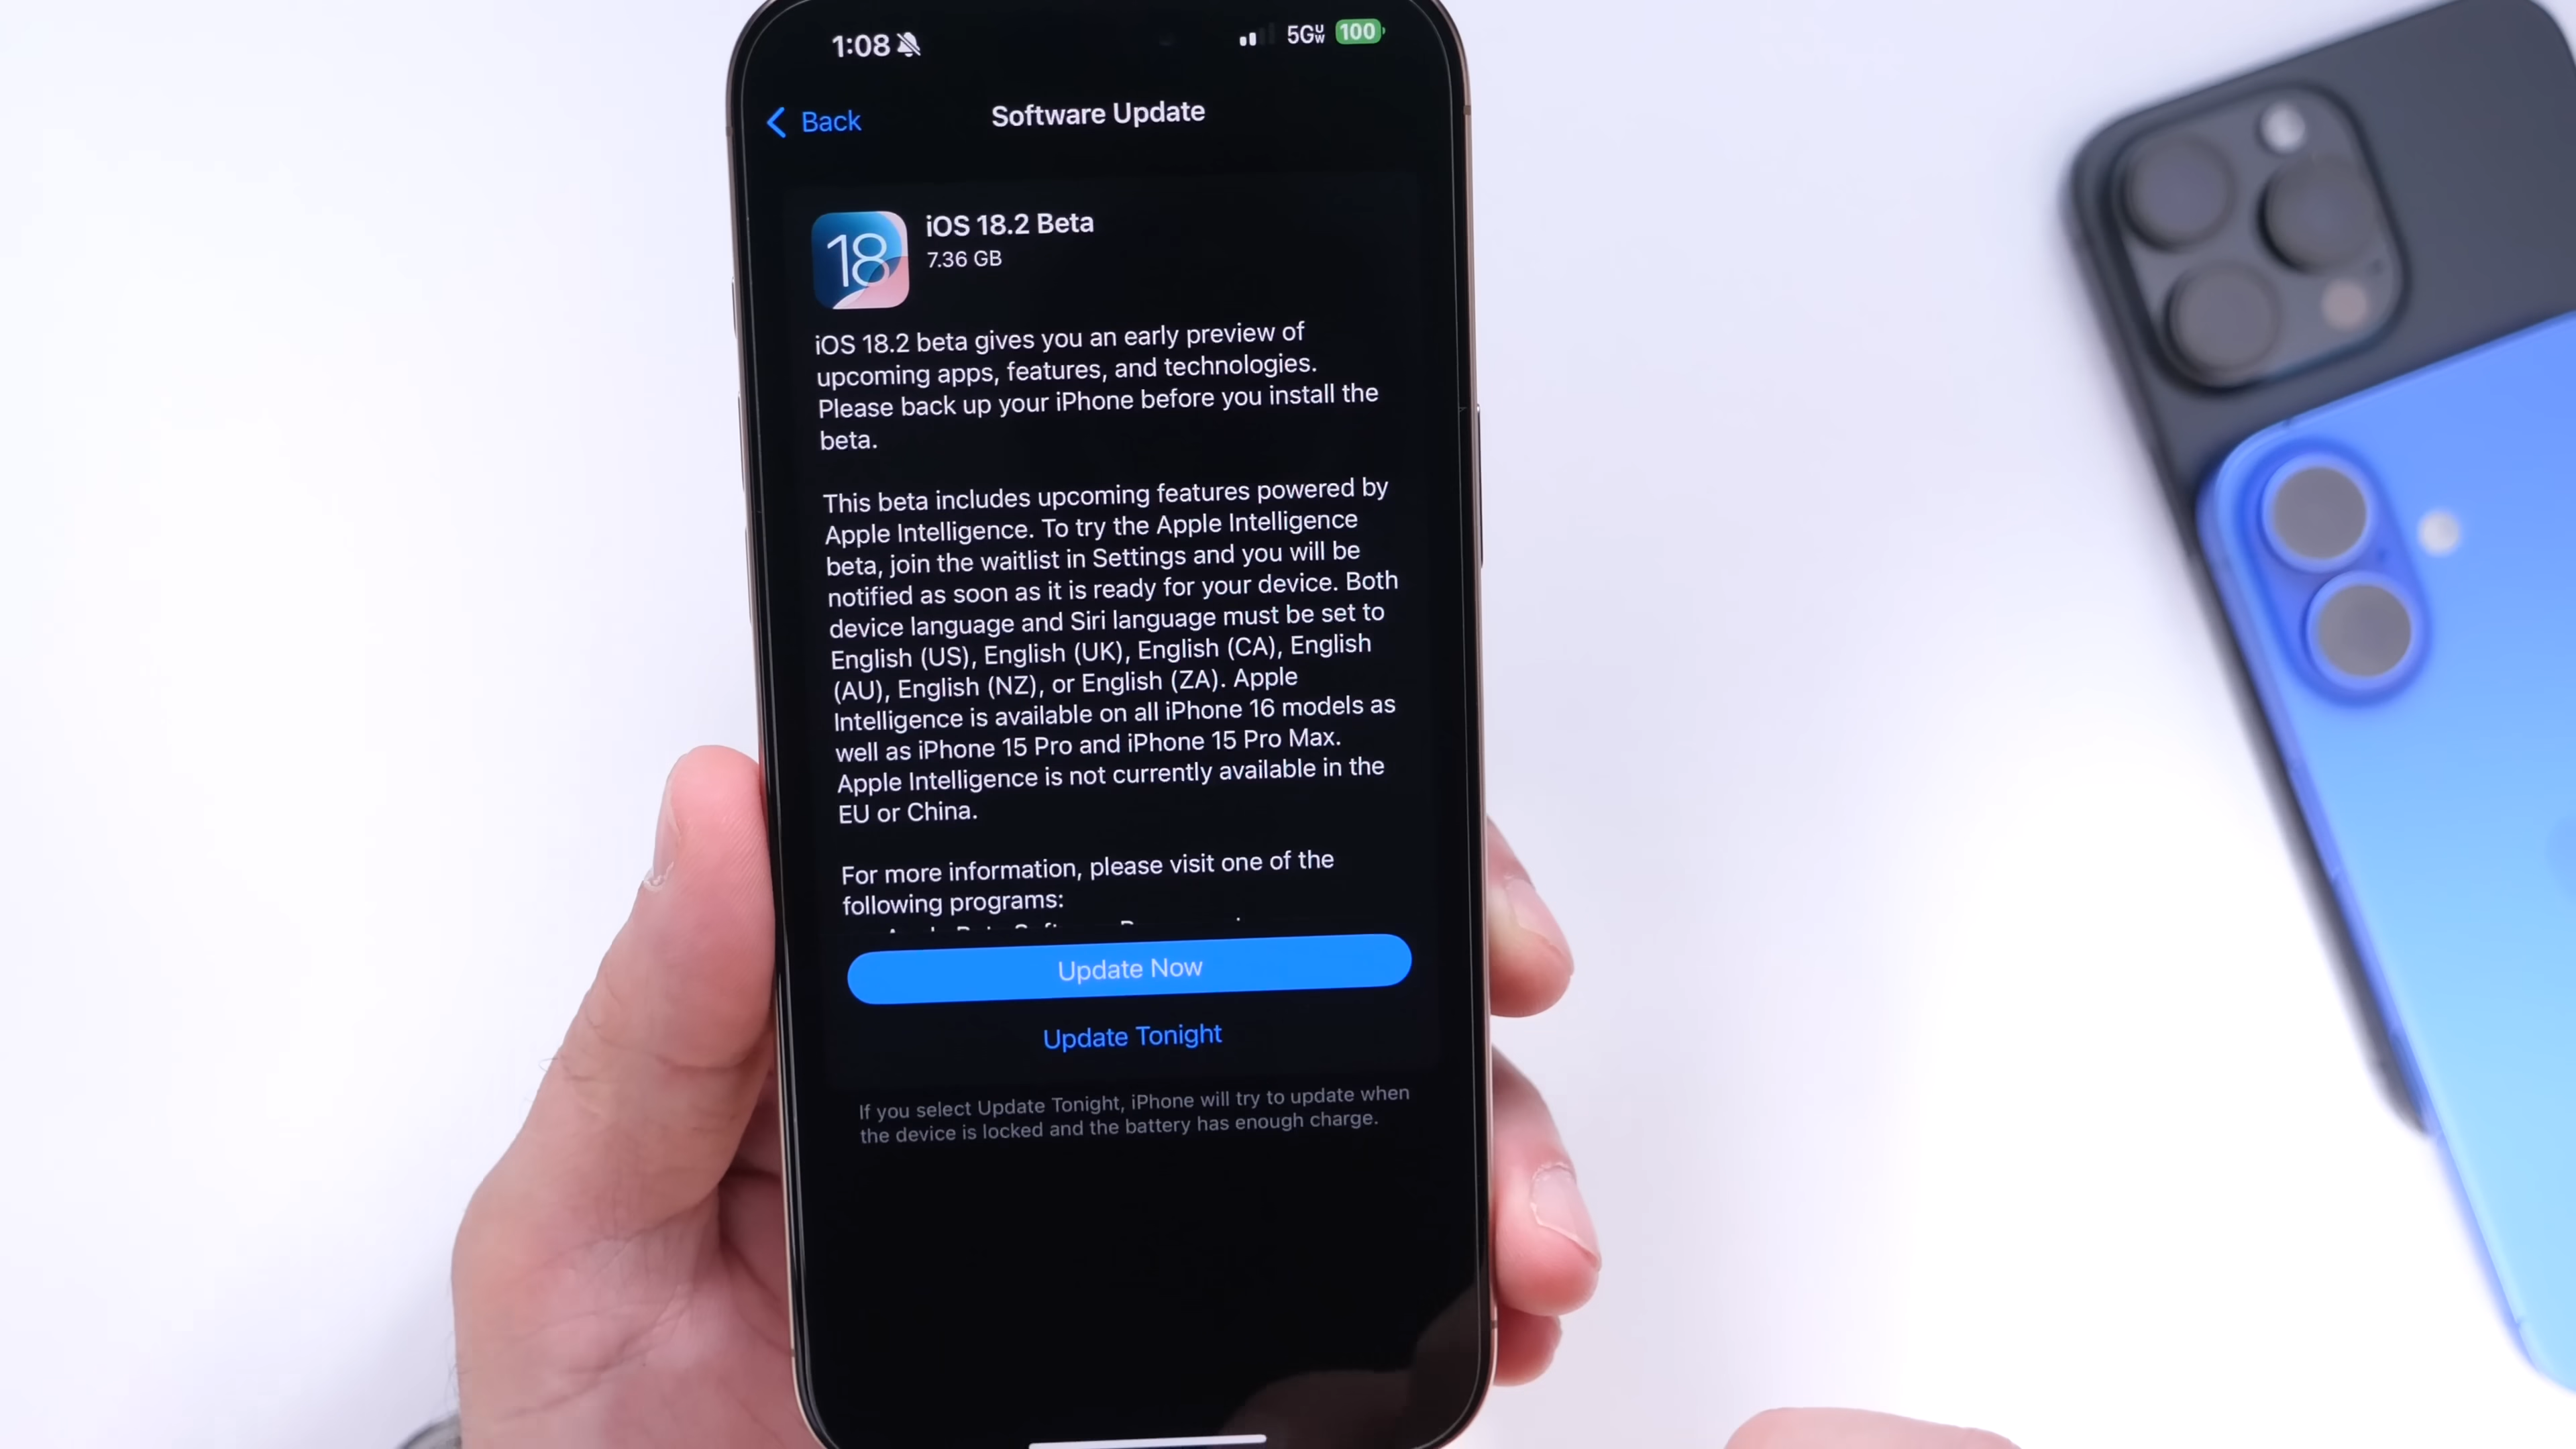 1:08
5G UW 100
Back
Software Update
18
iOS 18.2 Beta
7.36 GB
iOS 18.2 beta gives you an early preview of
upcoming apps, features, and technologies.
Please back up your iPhone before you install the
beta.
This beta includes upcoming features powered by
Apple Intelligence. To try the Apple Intelligence
beta, join the waitlist in Settings and you will be
notified as soon as it is ready for your device. Both
device language and Siri language must be set to
English (US), English (UK), English (CA), English
(AU), English (NZ), or English (ZA). Apple
Intelligence is available on all iPhone 16 models as
well as iPhone 15 Pro and iPhone 15 Pro Max.
Apple Intelligence is not currently available in the
EU or China.
For more information, please visit one of the
following programs:
Update Now
Update Tonight
If you select Update Tonight, iPhone will try to update when
the device is locked and the battery has enough charge.